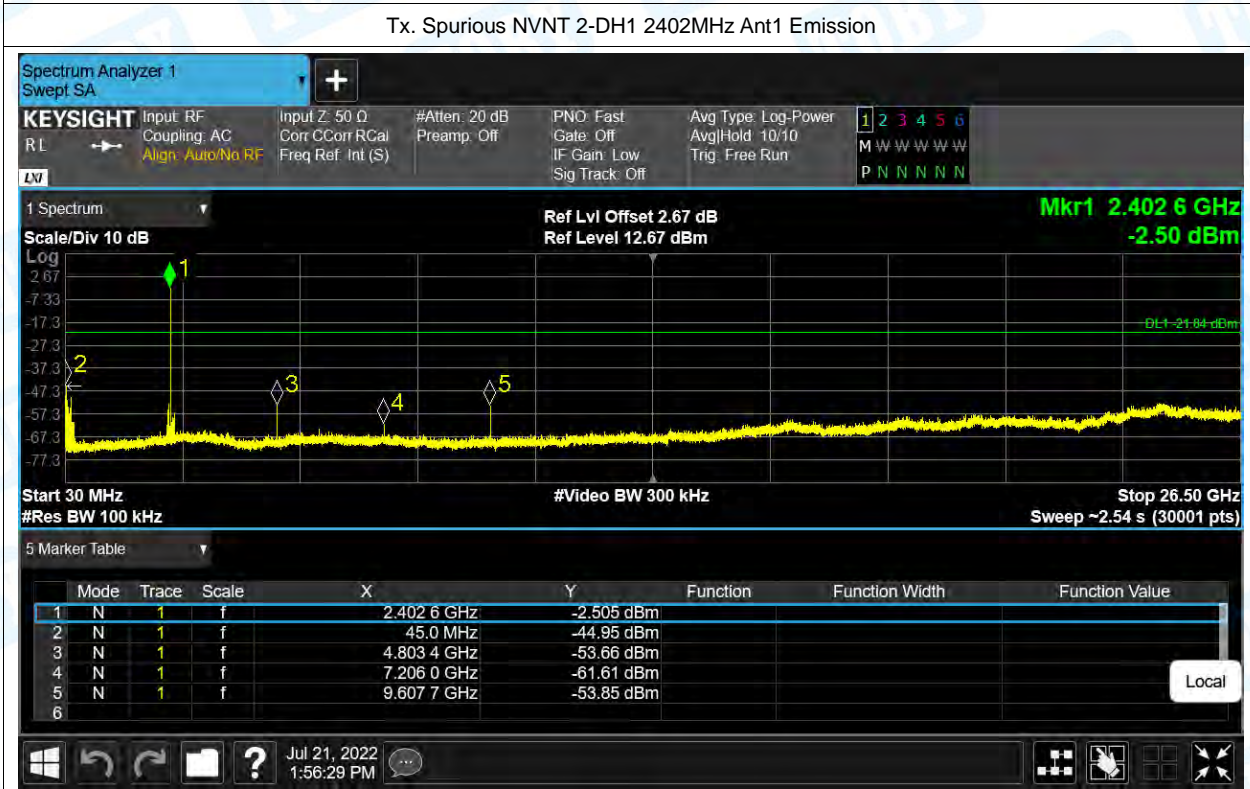 Tx. Spurious NVNT 2-DH1 2402MHz Ant1 Emission
Spectrum Analyzer 1
Swept SA
+
KEYSIGHT Input: RF Input Z: 50 Ω #Atten: 20 dB PNO: Fast Avg Type: Log-Power 1 2 3 4 5 6
RL Coupling: AC Corr CCorr RCal Preamp: Off Gate: Off Avg|Hold: 10/10 M W W W W W W
Align: Auto/No RF Freq Ref: Int (S) IF Gain: Low Trig: Free Run
LXI Sig Track: Off P N N N N N N
1 Spectrum Ref Lvl Offset 2.67 dB Mkr1 2.402 6 GHz
Scale/Div 10 dB Ref Level 12.67 dBm -2.50 dBm
Log
2.67 1
-7.33
-17.3 DL1 -21.84 dBm
-27.3
-37.3 2
-47.3 3 5
-57.3 4
-67.3
-77.3
Start 30 MHz #Video BW 300 kHz Stop 26.50 GHz
#Res BW 100 kHz Sweep ~2.54 s (30001 pts)
5 Marker Table
Mode Trace Scale X Y Function Function Width Function Value
1 N 1 f 2.402 6 GHz -2.505 dBm
2 N 1 f 45.0 MHz -44.95 dBm
3 N 1 f 4.803 4 GHz -53.66 dBm
4 N 1 f 7.206 0 GHz -61.61 dBm
5 N 1 f 9.607 7 GHz -53.85 dBm
6
Local
? Jul 21, 2022
1:56:29 PM